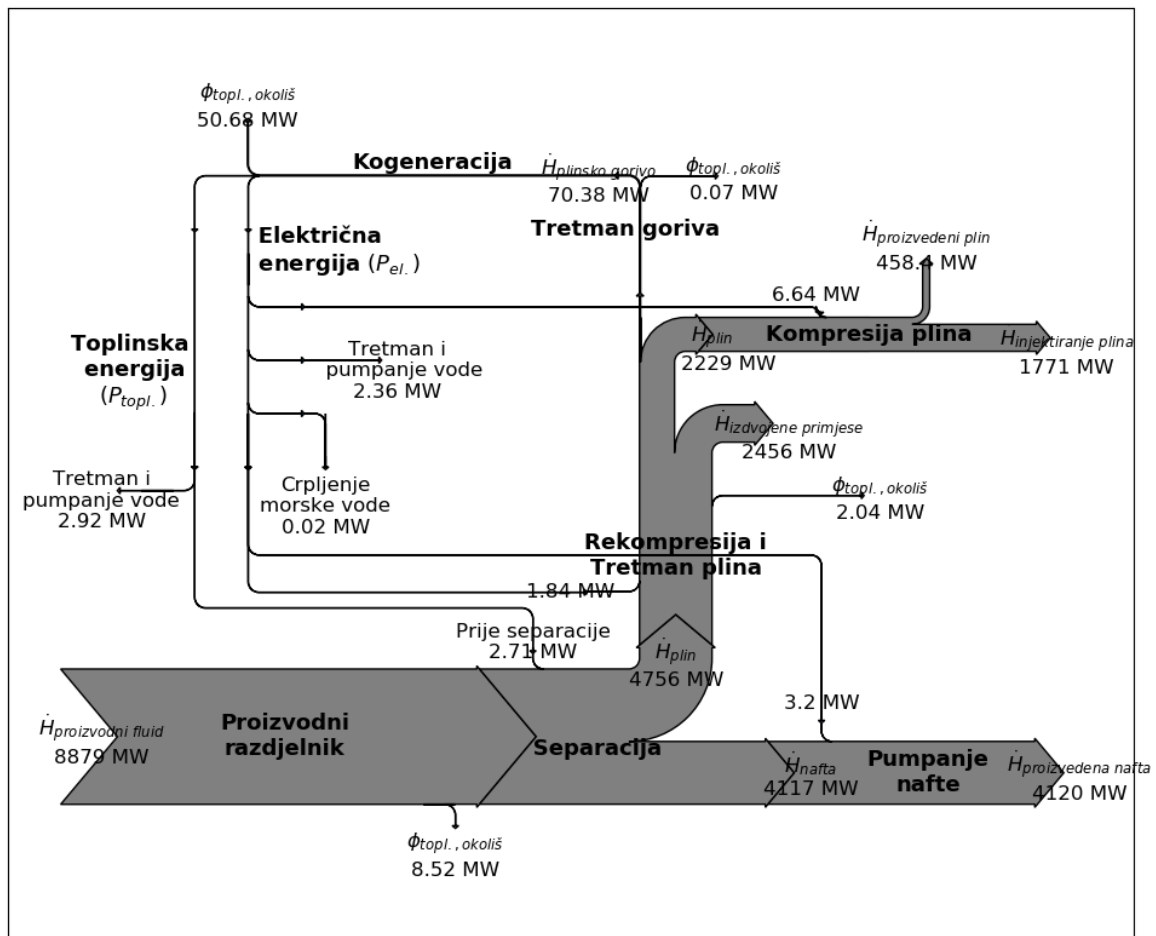 ϕtopl.,okoliš
50.68 MW
Kogeneracija
Ḣplinsko gorivo
70.38 MW
ϕtopl.,okoliš
0.07 MW
Tretman goriva
Električna
energija (Pel.)
Ḣproizvedeni plin
458.4 MW
6.64 MW
Toplinska
energija
(Ptopl.)
Tretman i
pumpanje vode
2.36 MW
Ḣplin
2229 MW
Kompresija plina
Ḣinjektiranje plina
1771 MW
Ḣizdvojene primjese
2456 MW
Tretman i
pumpanje vode
2.92 MW
Crpljenje
morske vode
0.02 MW
ϕtopl.,okoliš
2.04 MW
Rekompresija i
Tretman plina
1.84 MW
Prije separacije
2.71 MW
Ḣplin
4756 MW
3.2 MW
Ḣproizvodni fluid
8879 MW
Proizvodni
razdjelnik
Separacija
Ḣnafta
4117 MW
Pumpanje
nafte
Ḣproizvedena nafta
4120 MW
ϕtopl.,okoliš
8.52 MW